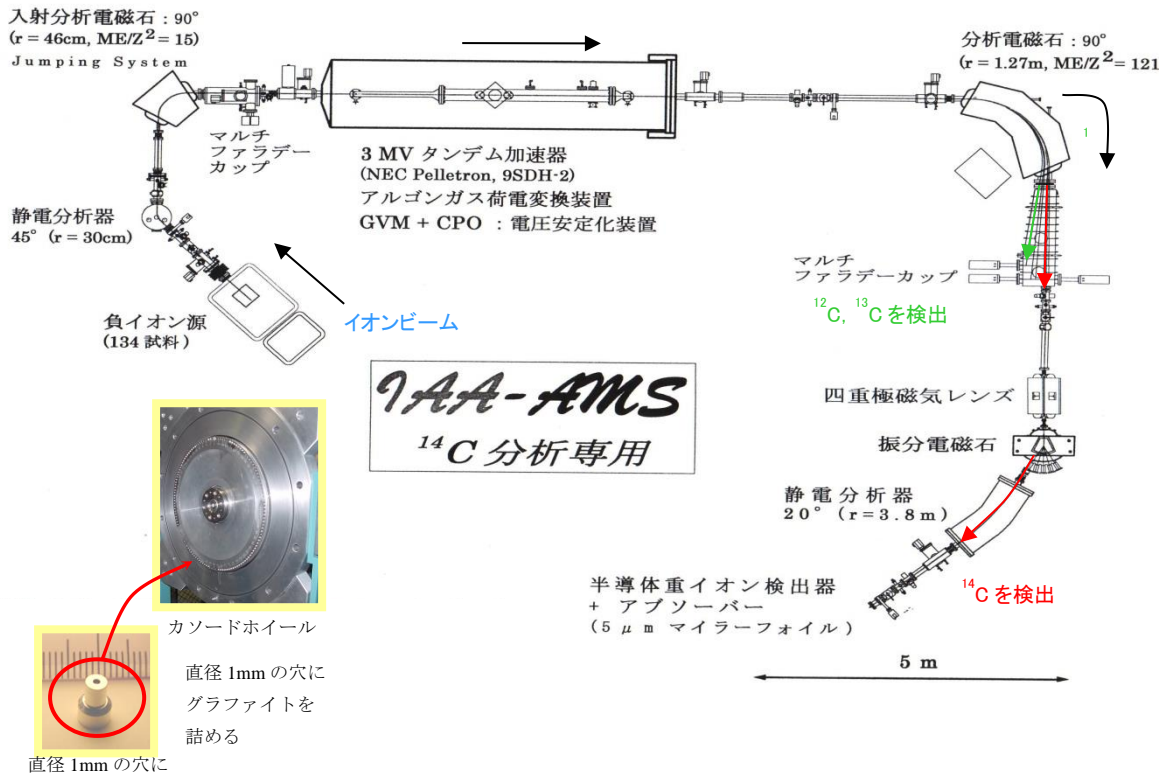 入射分析電磁石：90°
(r = 46cm, ME/Z² = 15)
Jumping System
分析電磁石：90°
(r = 1.27m, ME/Z² = 121
1
マルチ
ファラデー
カップ
3 MV タンデム加速器
(NEC Pelletron, 9SDH-2)
アルゴンガス荷電変換装置
GVM + CPO ：電圧安定化装置
静電分析器
45° (r = 30cm)
マルチ
ファラデーカップ
¹²C, ¹³C を検出
負イオン源
(134 試料)
イオンビーム
IAA-AMS
¹⁴C 分析専用
四重極磁気レンズ
振分電磁石
静電分析器
20° (r=3.8m)
半導体重イオン検出器
+ アブソーバー
(5 μm マイラーフォイル)
¹⁴C を検出
5 m
カソードホイール
直径 1mm の穴に
グラファイトを
詰める
直径 1mm の穴に